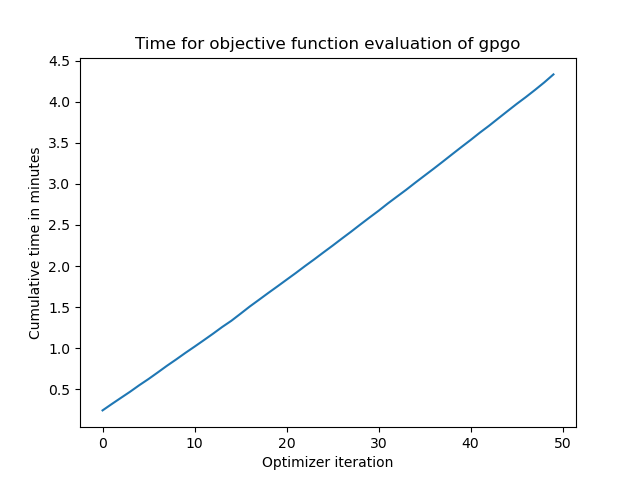 Time for objective function evaluation of gpgo
Cumulative time in minutes
4.5
4.0
3.5
3.0
2.5
2.0
1.5
1.0
0.5
0 10 20 30 40 50
Optimizer iteration